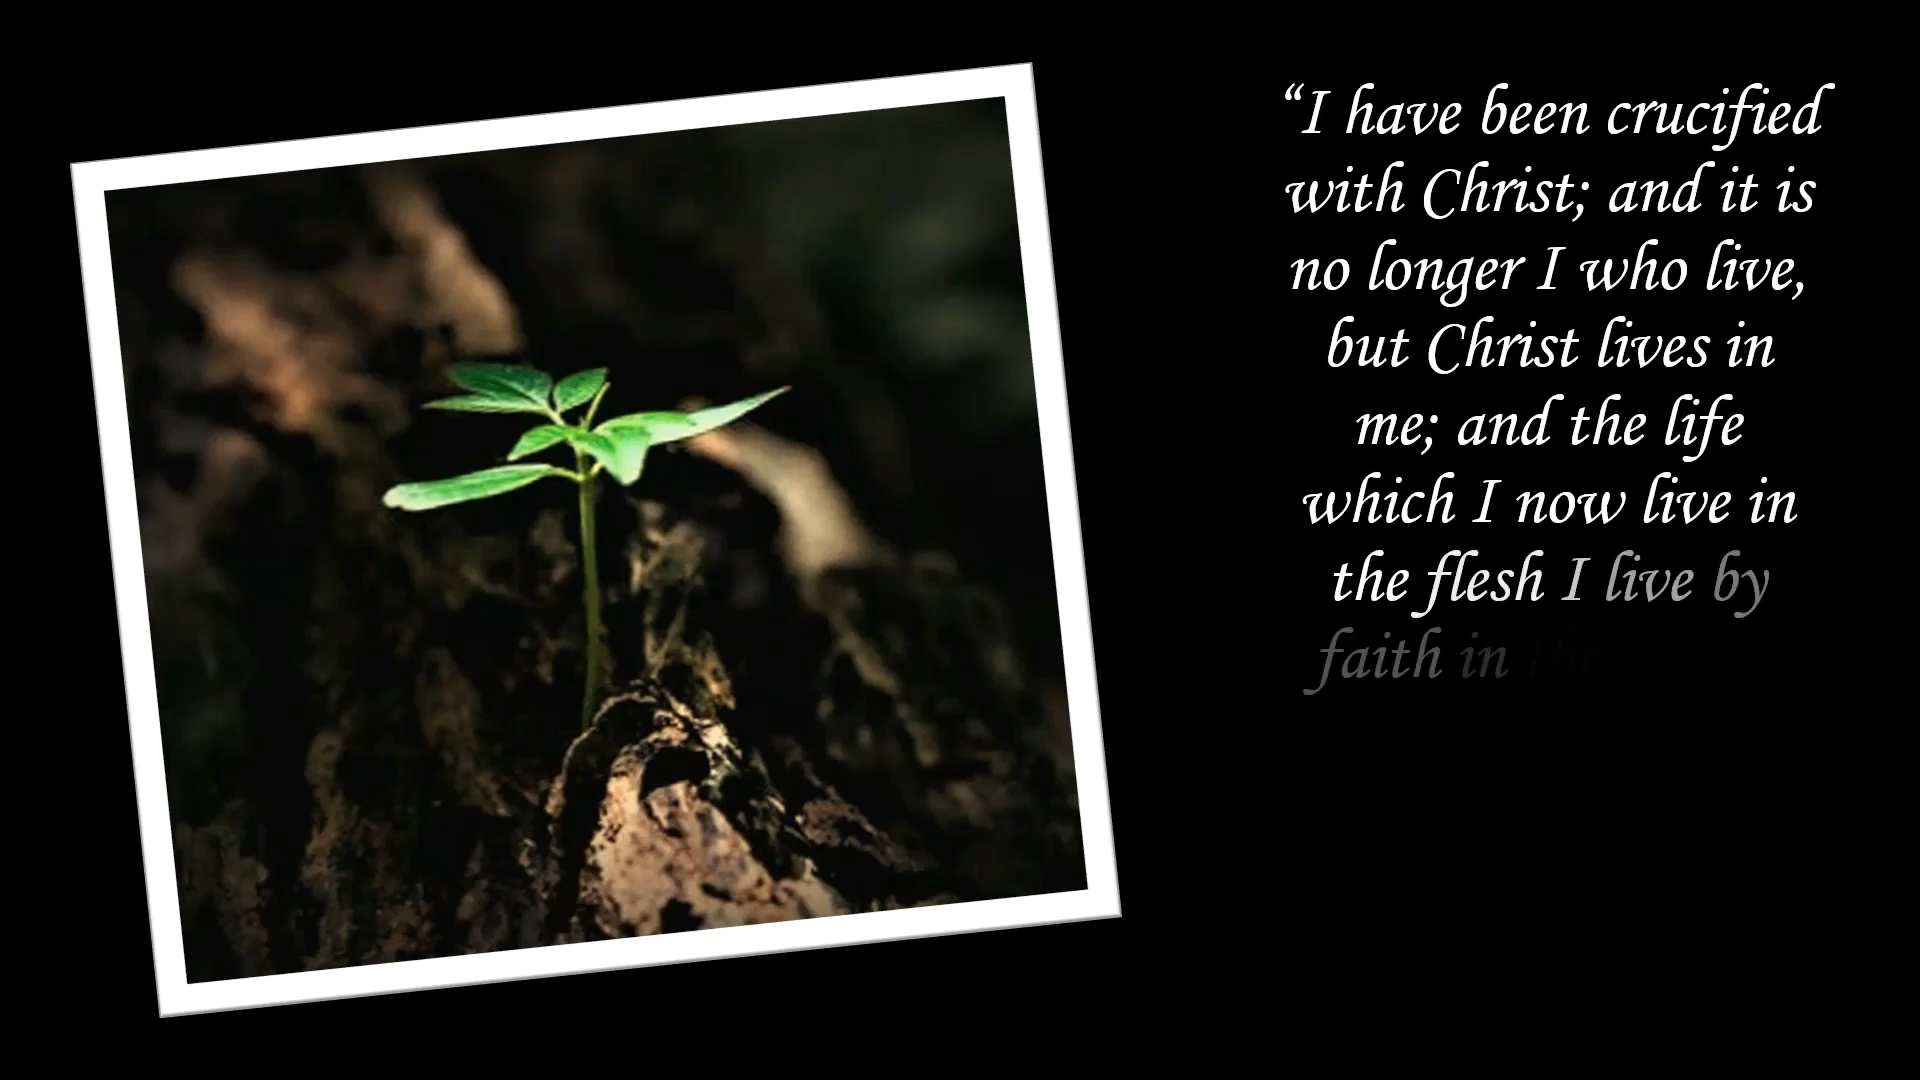 “I have been crucified
with Christ; and it is
no longer I who live,
but Christ lives in
me; and the life
which I now live in
the flesh I live by
faith in the